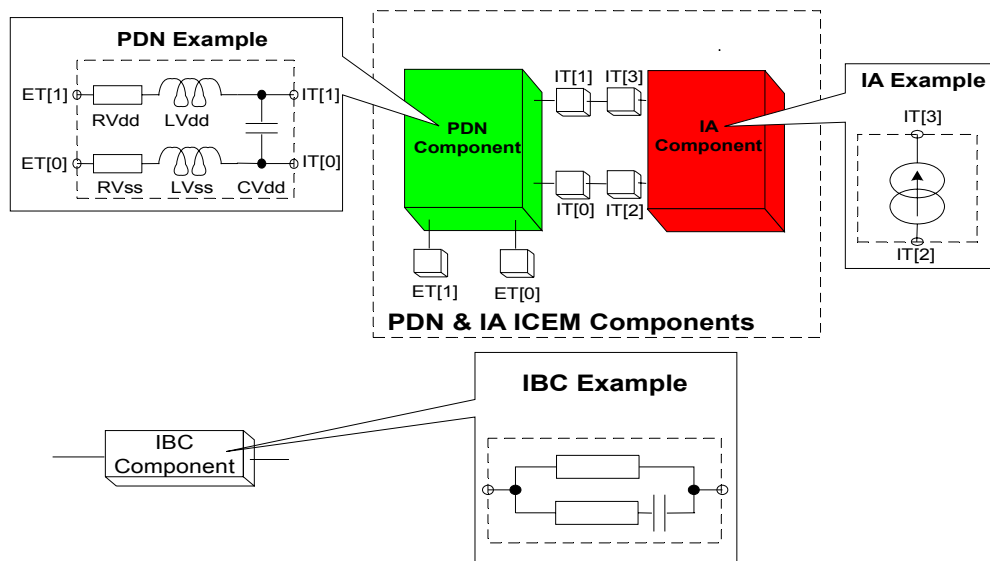 PDN Example
ET[1]
IT[1]
RVdd
LVdd
ET[0]
IT[0]
RVss
LVss
CVdd
PDN
Component
IT[1]
IT[3]
IA
Component
IT[0]
IT[2]
ET[1]
ET[0]
PDN & IA ICEM Components
IA Example
IT[3]
IT[2]
IBC
Component
IBC Example